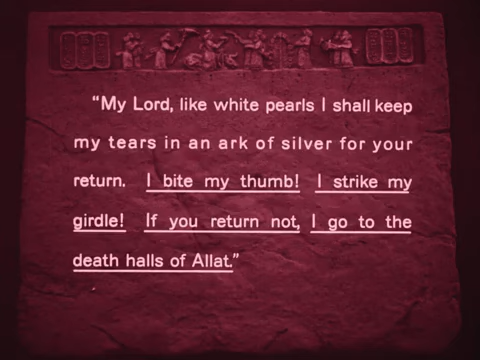 “My Lord, like white pearls I shall keep
my tears in an ark of silver for your
return. I bite my thumb! I strike my
girdle! If you return not, I go to the
death halls of Allat.”